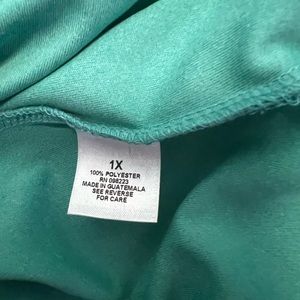 1X
100% POLYESTER
RN 098223
MADE IN GUATEMALA
SEE REVERSE
FOR CARE